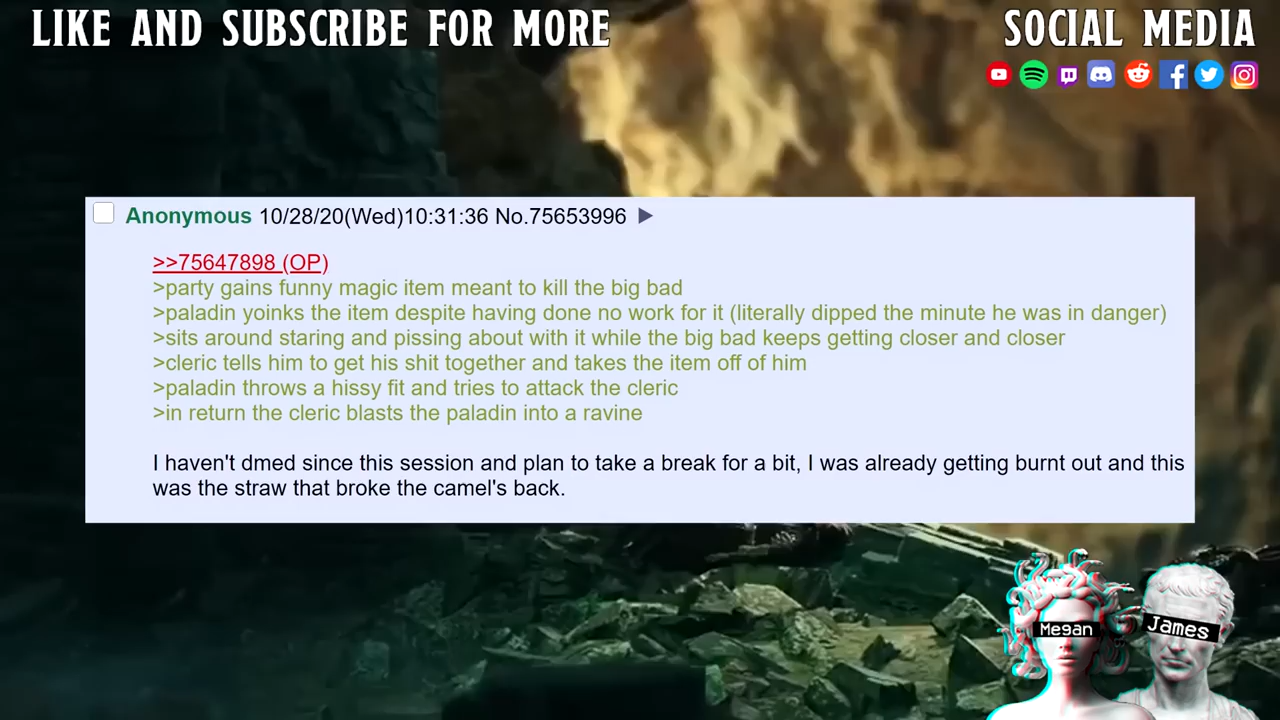 LIKE AND SUBSCRIBE FOR MORE
SOCIAL MEDIA
Anonymous 10/28/20(Wed)10:31:36 No.75653996
>>75647898 (OP)
>party gains funny magic item meant to kill the big bad
>paladin yoinks the item despite having done no work for it (literally dipped the minute he was in danger)
>sits around staring and pissing about with it while the big bad keeps getting closer and closer
>cleric tells him to get his shit together and takes the item off of him
>paladin throws a hissy fit and tries to attack the cleric
>in return the cleric blasts the paladin into a ravine
I haven't dmed since this session and plan to take a break for a bit, I was already getting burnt out and this
was the straw that broke the camel's back.
Megan
James